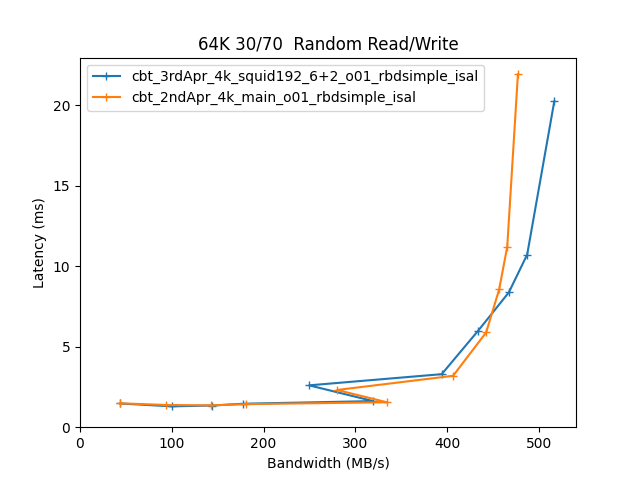 64K 30/70  Random Read/Write
cbt_3rdApr_4k_squid192_6+2_o01_rbdsimple_isal
cbt_2ndApr_4k_main_o01_rbdsimple_isal
Latency (ms)
20
15
10
5
0
0 100 200 300 400 500
Bandwidth (MB/s)